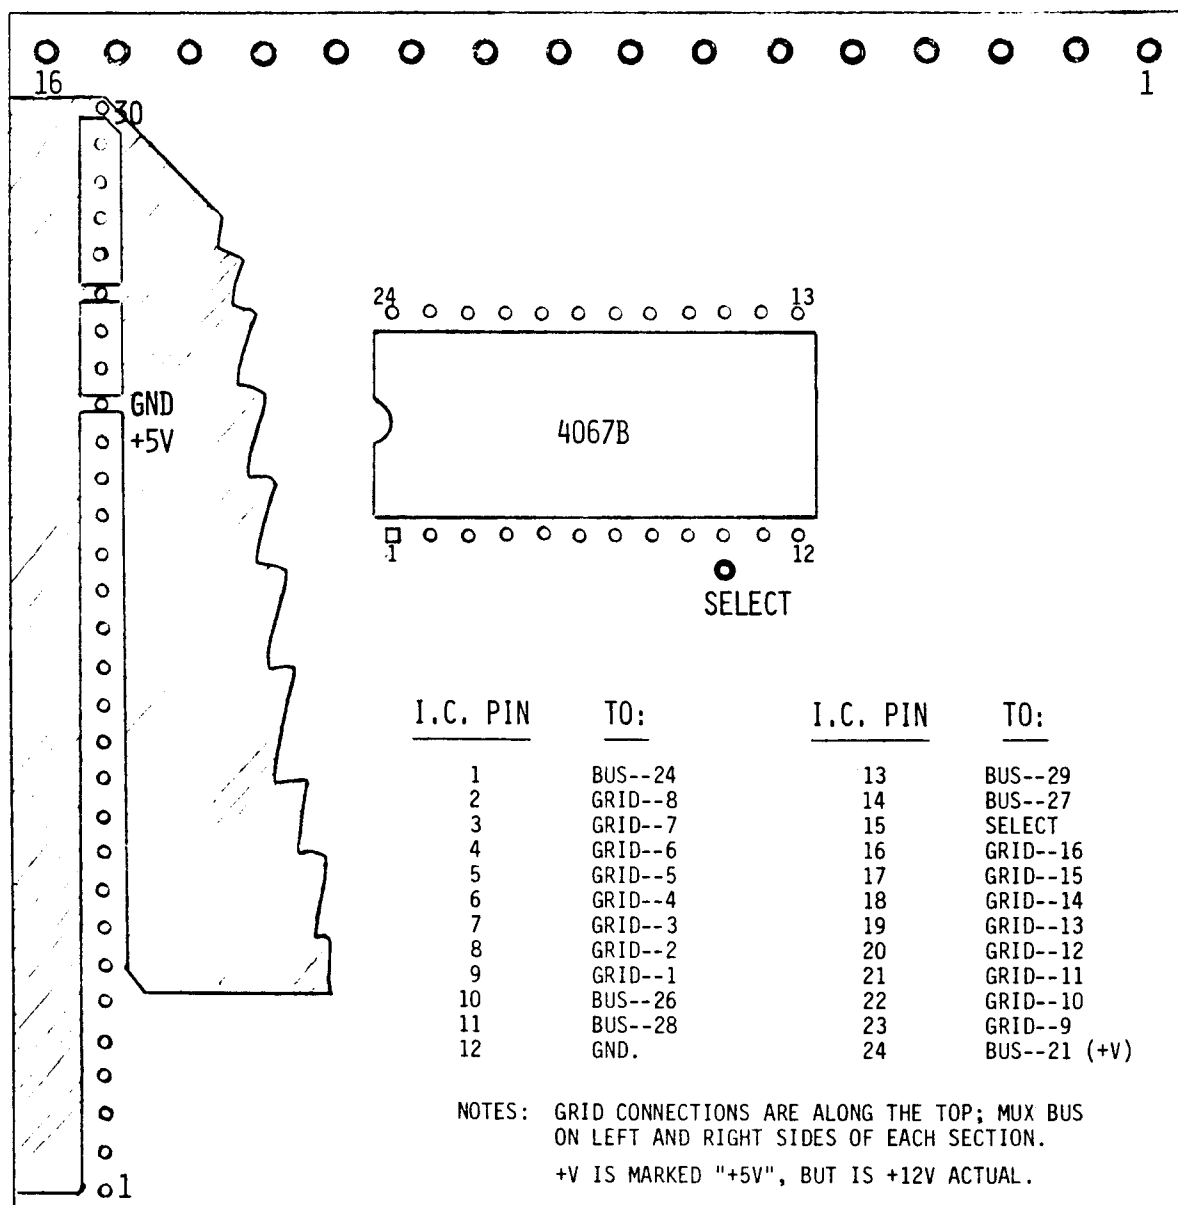 16 1
30
24 13
GND
+5V
4067B
1 12
SELECT
I.C. PIN TO: I.C. PIN TO:
1 BUS--24 13 BUS--29
2 GRID--8 14 BUS--27
3 GRID--7 15 SELECT
4 GRID--6 16 GRID--16
5 GRID--5 17 GRID--15
6 GRID--4 18 GRID--14
7 GRID--3 19 GRID--13
8 GRID--2 20 GRID--12
9 GRID--1 21 GRID--11
10 BUS--26 22 GRID--10
11 BUS--28 23 GRID--9
12 GND. 24 BUS--21 (+V)
NOTES: GRID CONNECTIONS ARE ALONG THE TOP; MUX BUS
ON LEFT AND RIGHT SIDES OF EACH SECTION.
+V IS MARKED "+5V", BUT IS +12V ACTUAL.
1